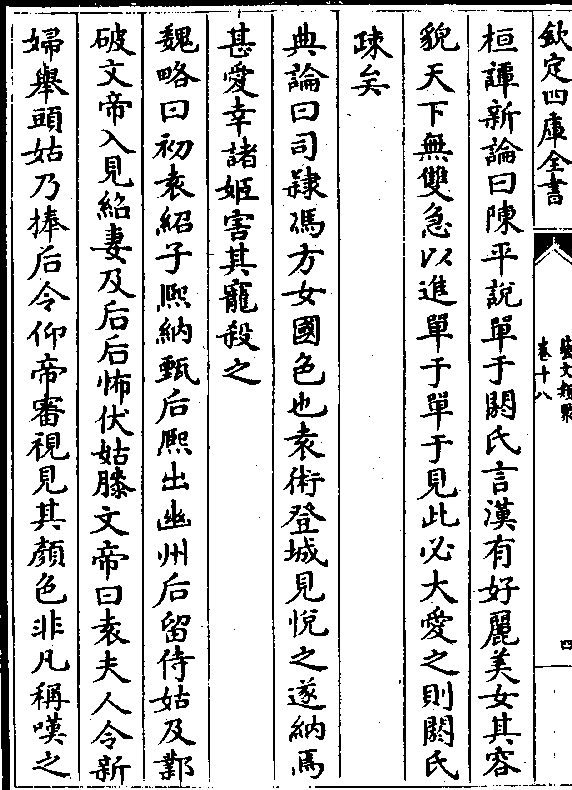 欽定四庫全書
藝文類聚
卷十八
四
桓譚新論曰陳平說單于閼氏言漢有好麗美女其容
貌天下無雙急以進單于單于見此必大愛之則閼氏
疎矣
典論曰司隸馮方女國色也袁術登城見悅之遂納焉
甚愛幸諸姬害其寵殺之
魏略曰初袁紹子熈納甄后熈出幽州后留侍姑及鄴
破文帝入見紹妻及后后怖伏姑膝文帝曰袁夫人令新
婦舉頭姑乃捧后令仰帝審視見其顏色非凡稱嘆之